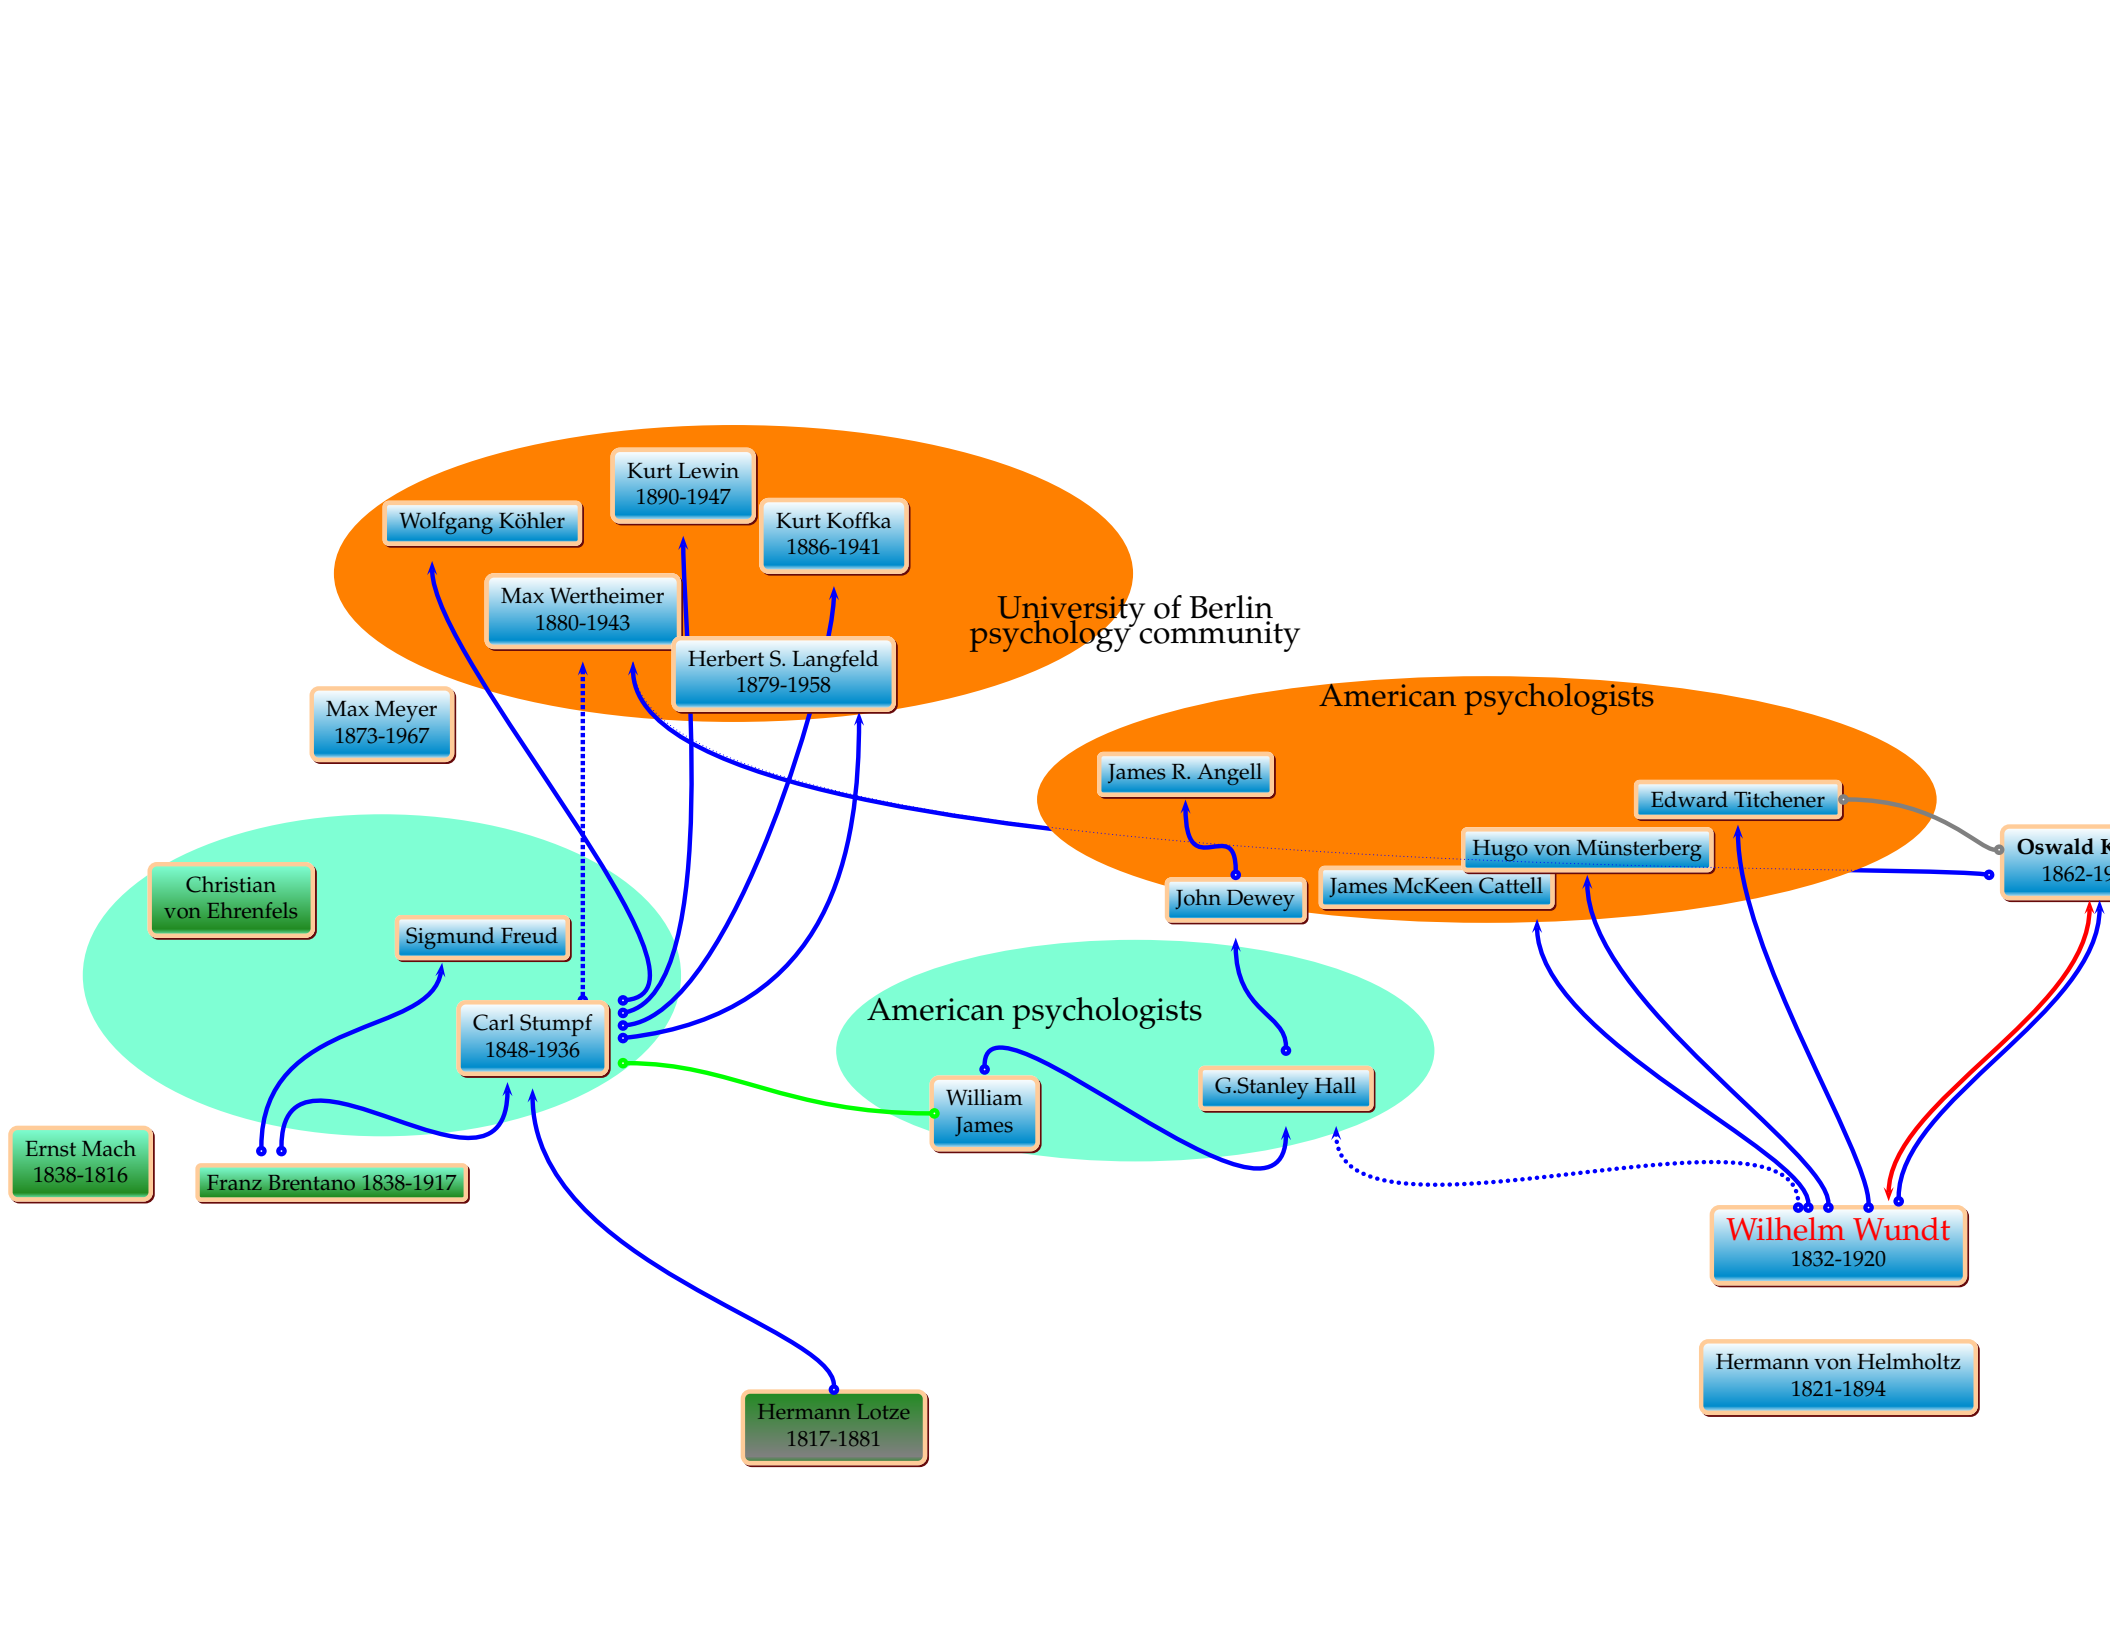 Kurt Lewin
1890-1947
Wolfgang Köhler
Kurt Koffka
1886-1941
Max Wertheimer
1880-1943
University of Berlin
psychology community
Herbert S. Langfeld
1879-1958
Max Meyer
1873-1967
American psychologists
James R. Angell
Edward Titchener
Hugo von Münsterberg
Oswald K
1862-19
James McKeen Cattell
John Dewey
Christian
von Ehrenfels
Sigmund Freud
Carl Stumpf
1848-1936
American psychologists
William
James
G.Stanley Hall
Ernst Mach
1838-1816
Franz Brentano 1838-1917
Wilhelm Wundt
1832-1920
Hermann von Helmholtz
1821-1894
Hermann Lotze
1817-1881